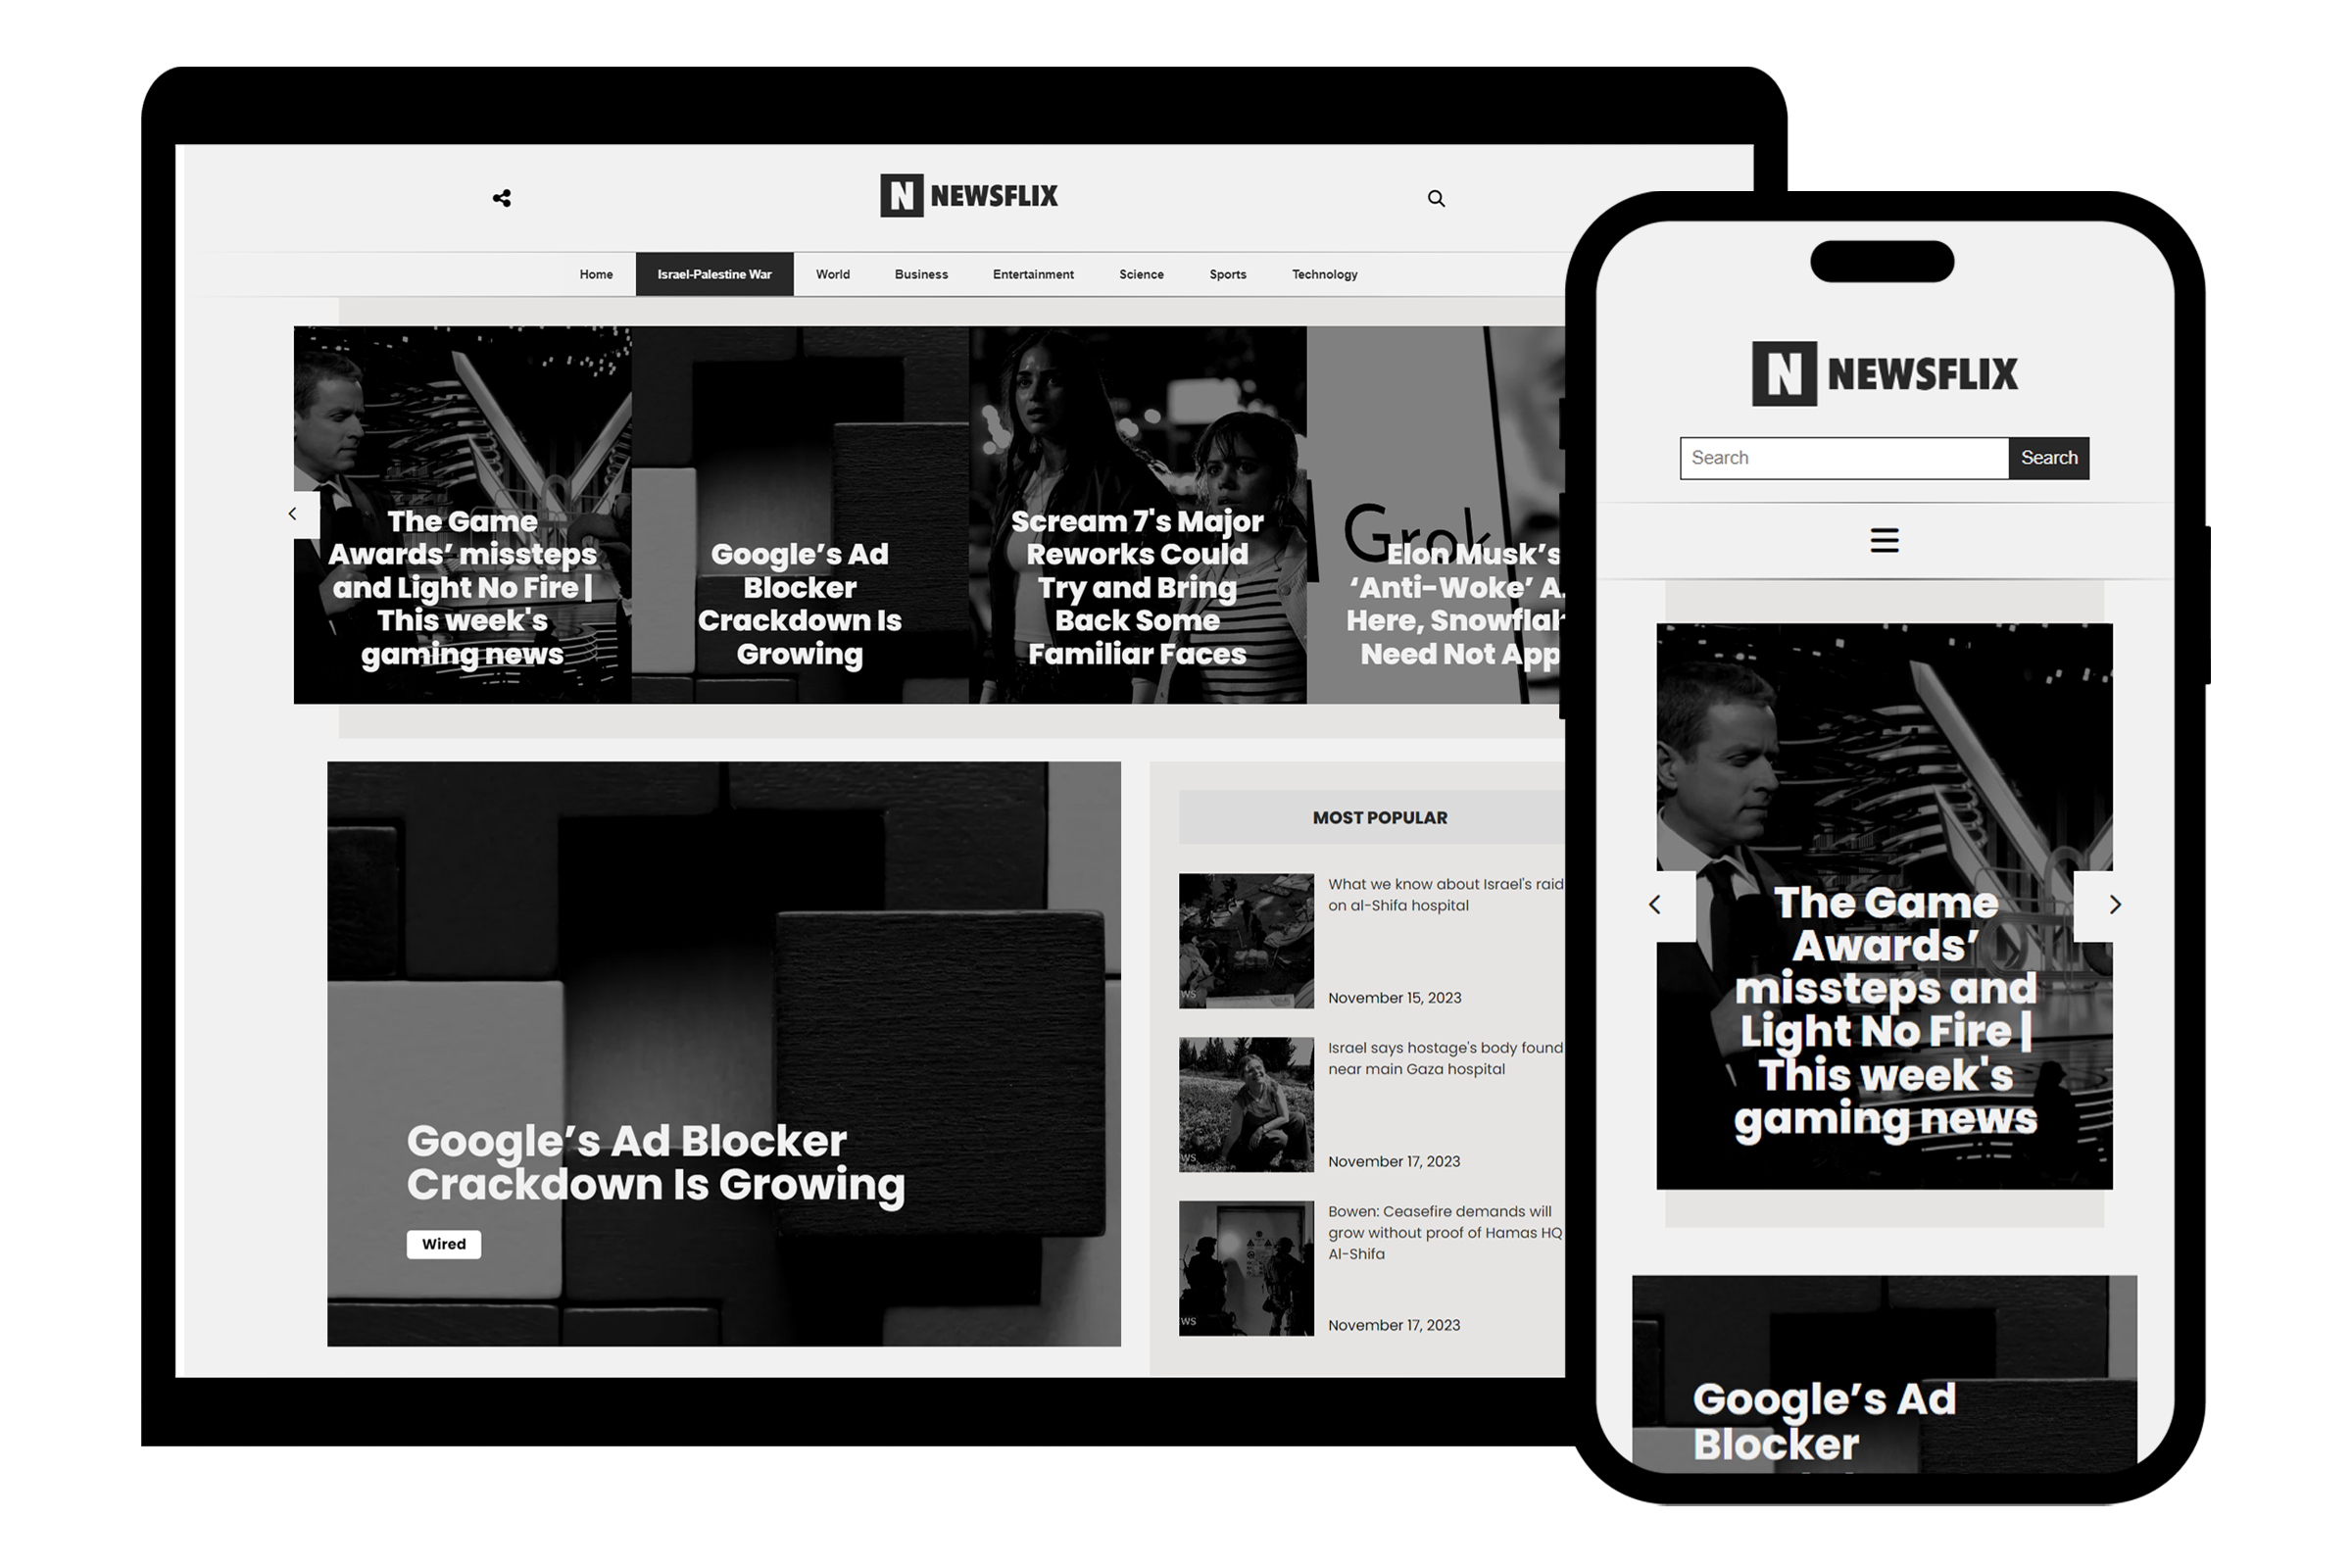 N NEWSFLIX
Home Israel-Palestine War World Business Entertainment Science Sports Technology
The Game
Awards’ missteps
and Light No Fire |
This week's
gaming news
Google’s Ad
Blocker
Crackdown Is
Growing
Scream 7's Major
Reworks Could
Try and Bring
Back Some
Familiar Faces
Grok
Elon Musk’s
‘Anti-Woke’ A
Here, Snowfla
Need Not App
Google’s Ad Blocker
Crackdown Is Growing
Wired
MOST POPULAR
What we know about Israel's raid
on al-Shifa hospital
November 15, 2023
WS
Israel says hostage's body found
near main Gaza hospital
November 17, 2023
WS
Bowen: Ceasefire demands will
grow without proof of Hamas HQ
Al-Shifa
November 17, 2023
WS
N NEWSFLIX
Search Search
The Game
Awards’
missteps and
Light No Fire |
This week's
gaming news
Google’s Ad
Blocker